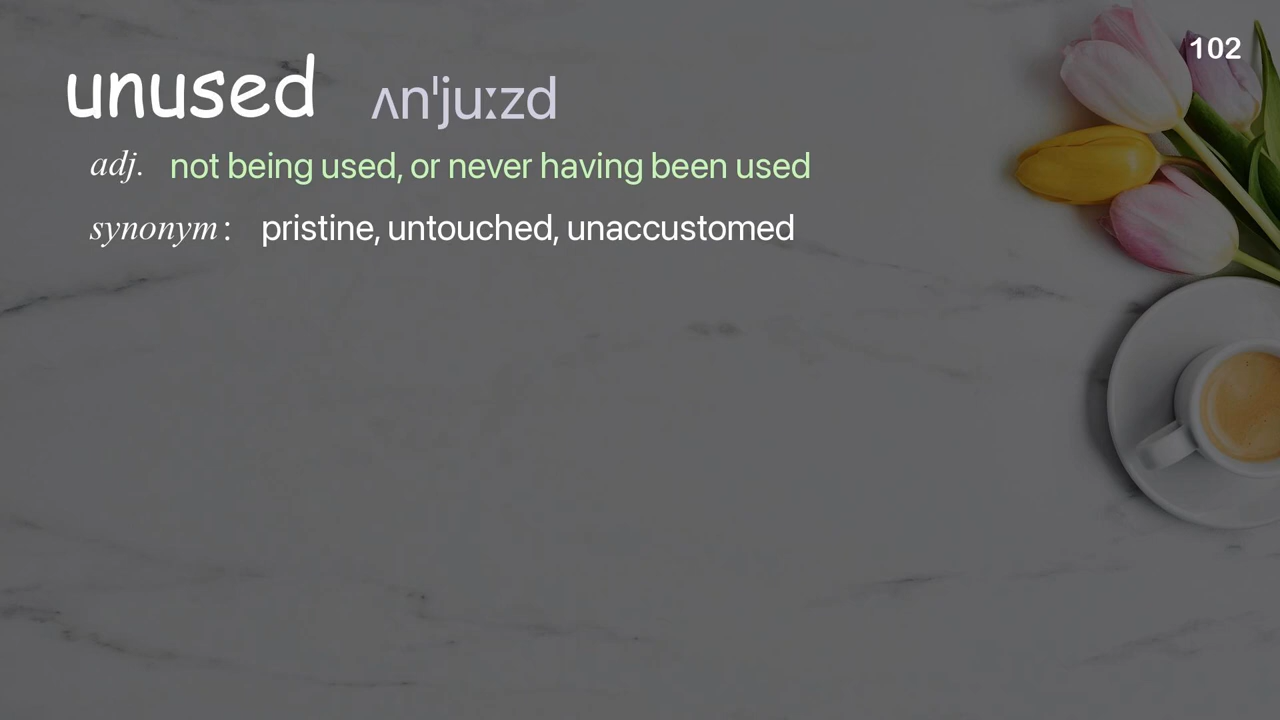 102
unused ʌnˈjuːzd
adj. not being used, or never having been used
synonym : pristine, untouched, unaccustomed